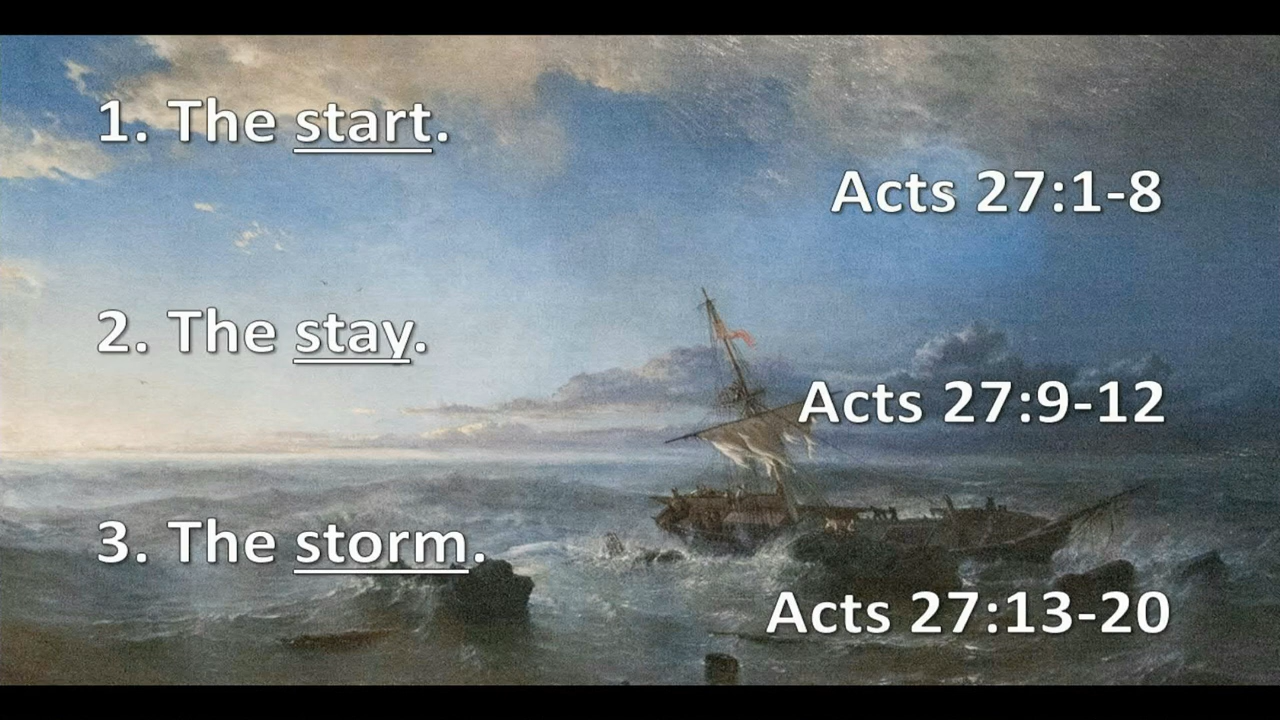 1. The start.
Acts 27:1-8
2. The stay.
Acts 27:9-12
3. The storm.
Acts 27:13-20